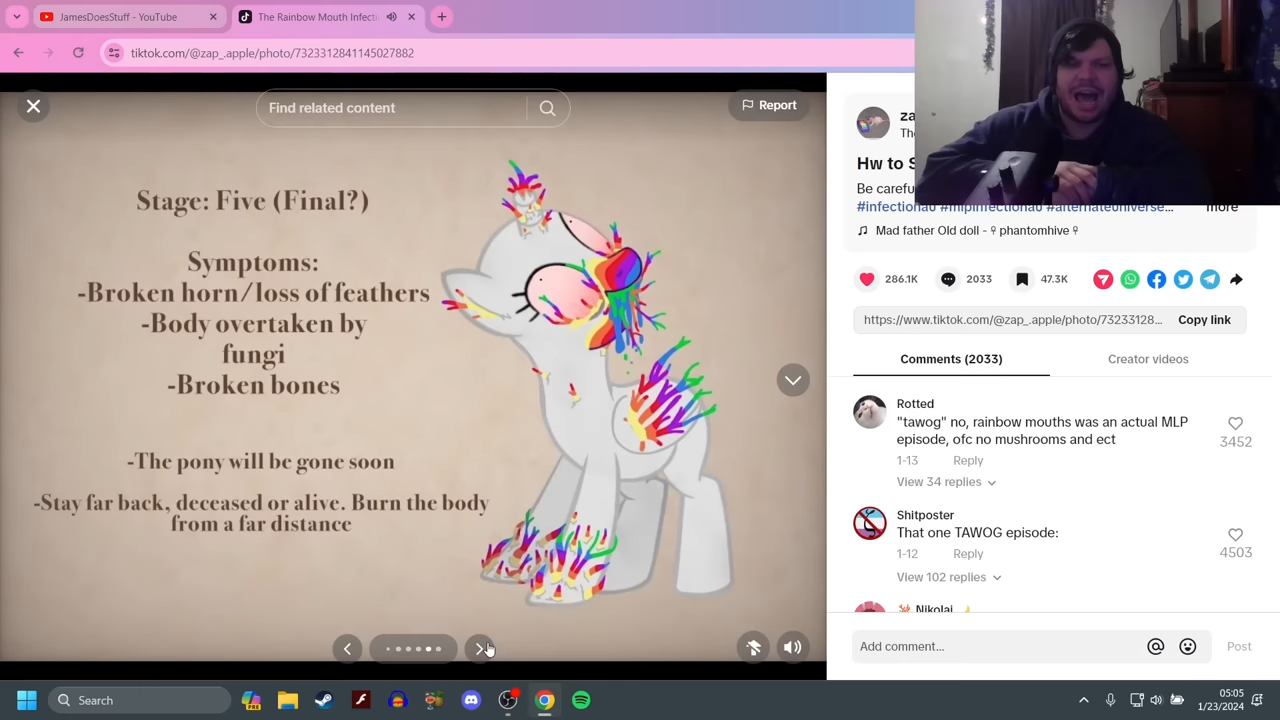 JamesDoesStuff - YouTube
The Rainbow Mouth Infecti
tiktok.com/@zap_.apple/photo/7323312841145027882
Find related content
Report
Stage: Five (Final?)
Symptoms:
-Broken horn/loss of feathers
-Body overtaken by
fungi
-Broken bones
-The pony will be gone soon
-Stay far back, deceased or alive. Burn the body
from a far distance
za
Th
Hw to S
Be carefu
#infectionau #mlpinfectionau #alternateuniverse...
more
Mad father Old doll - ♀ phantomhive ♀
286.1K
2033
47.3K
https://www.tiktok.com/@zap_.apple/photo/73233128...
Copy link
Comments (2033)
Creator videos
Rotted
"tawog" no, rainbow mouths was an actual MLP
episode, ofc no mushrooms and ect
3452
1-13 Reply
View 34 replies
Shitposter
That one TAWOG episode:
4503
1-12 Reply
View 102 replies
Nikolai
Add comment...
Post
Search
PRE
05:05
1/23/2024